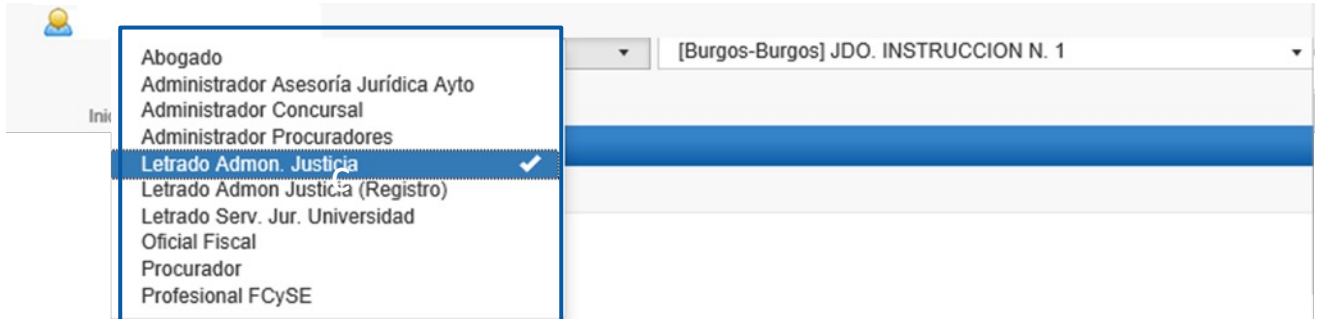 [Burgos-Burgos] JDO. INSTRUCCION N. 1
Inic
Abogado
Administrador Asesoría Jurídica Ayto
Administrador Concursal
Administrador Procuradores
Letrado Admon. Justicia
Letrado Admon Justicia (Registro)
Letrado Serv. Jur. Universidad
Oficial Fiscal
Procurador
Profesional FCySE